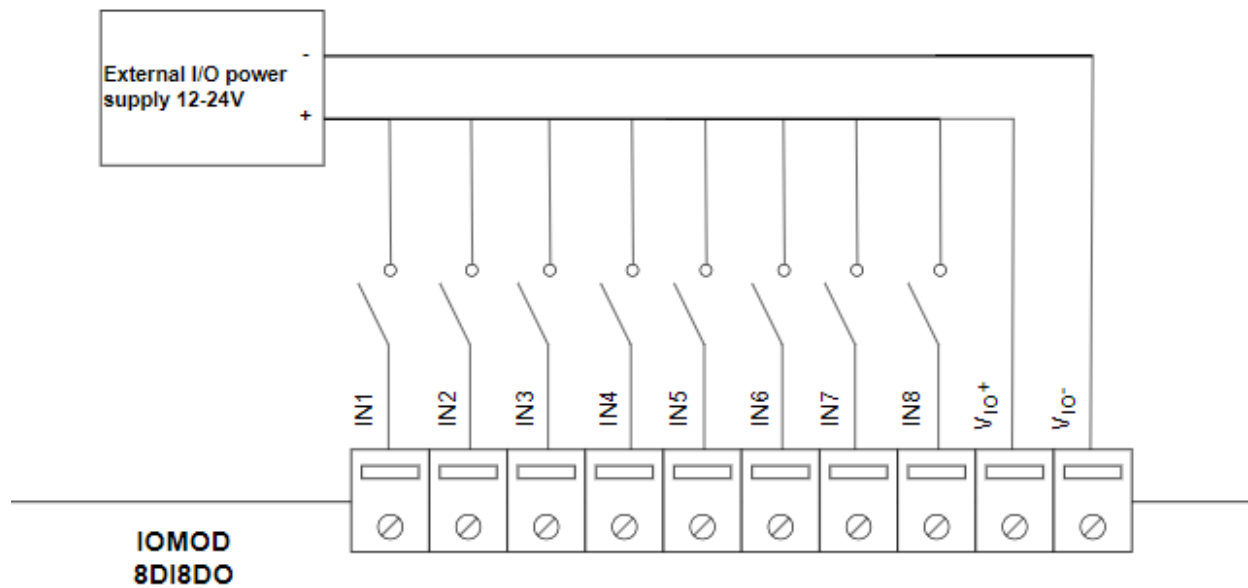 -
External I/O power
supply 12-24V
+
IN1
IN2
IN3
IN4
IN5
IN6
IN7
IN8
VIO+
VIO-
IOMOD
8DI8DO